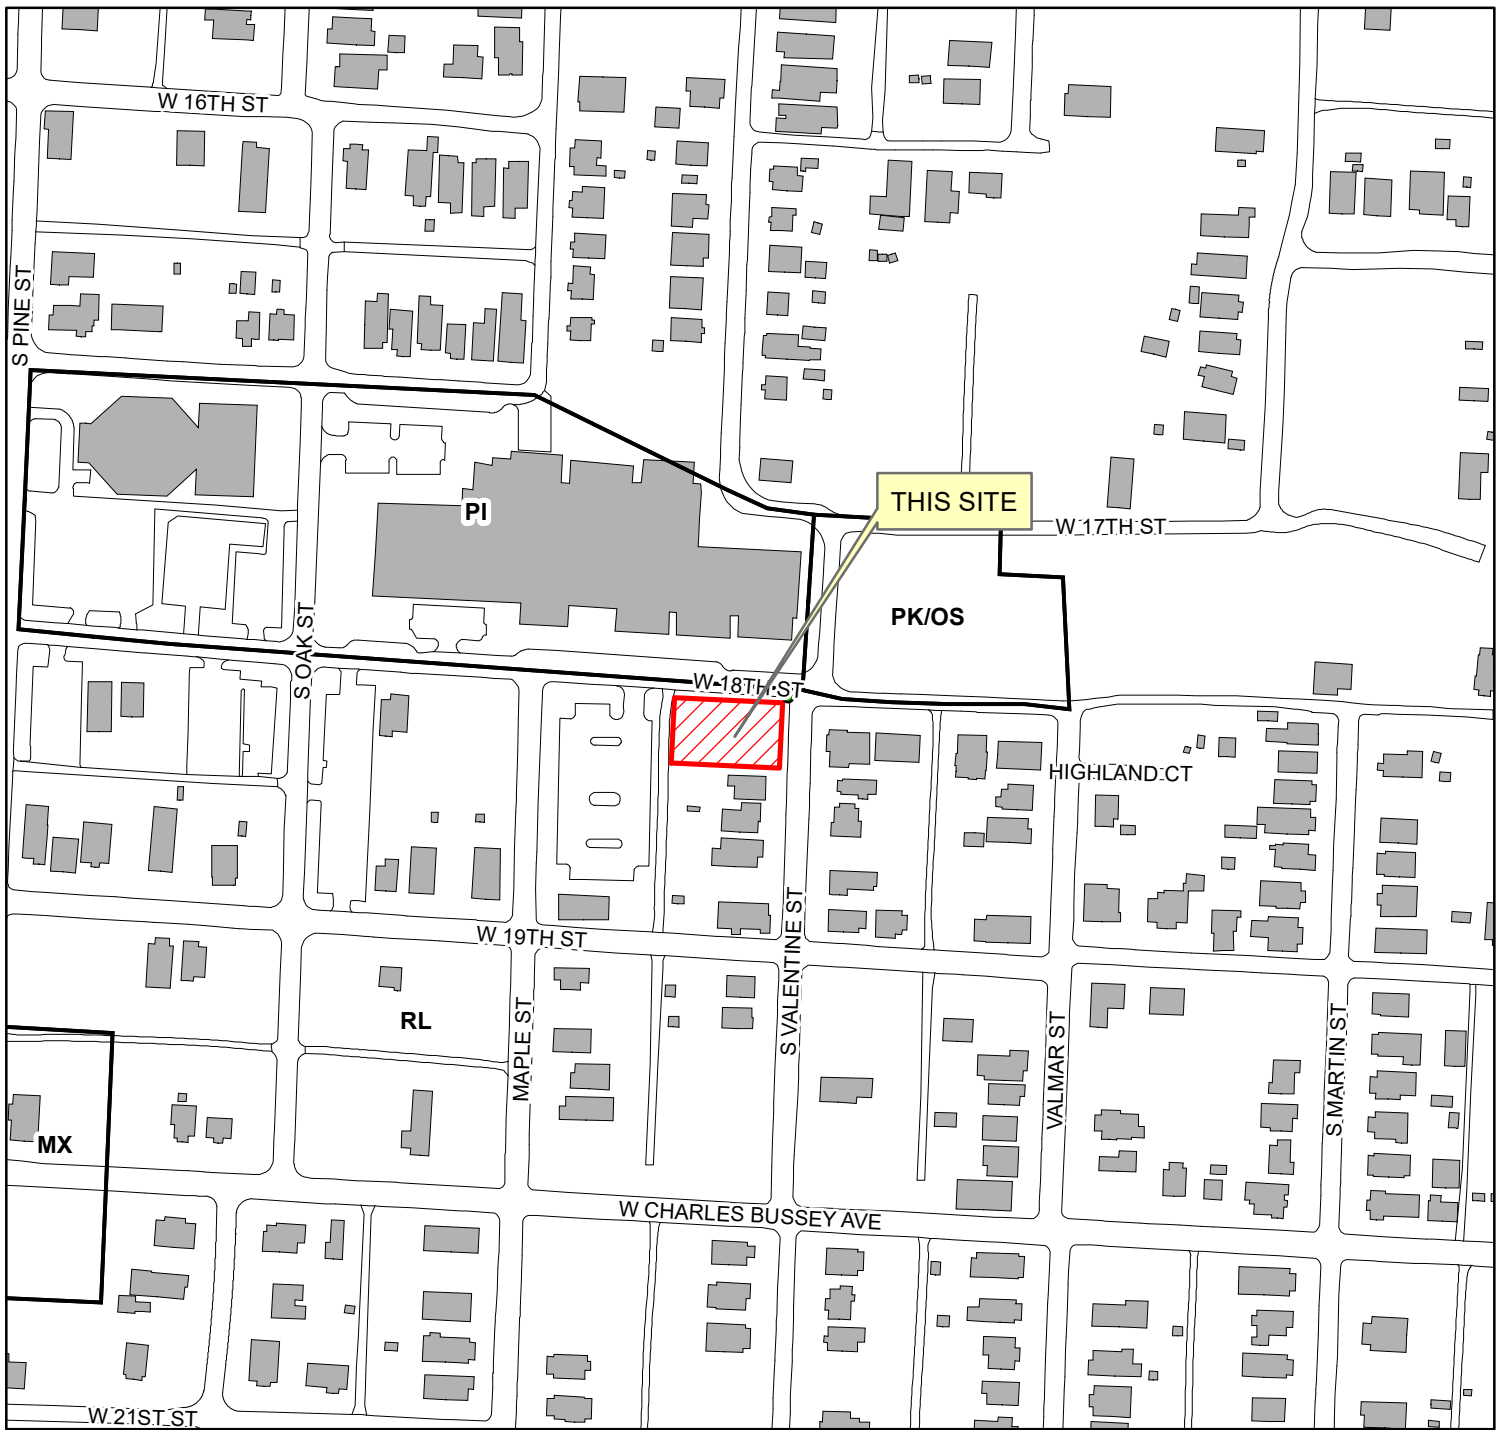 W 16TH ST
S PINE ST
THIS SITE
PI
W 17TH ST
PK/OS
S OAK ST
W 18TH ST
HIGHLAND CT
W 19TH ST
S VALENTINE ST
RL
MAPLE ST
VALMAR ST
S MARTIN ST
MX
W CHARLES BUSSEY AVE
W 21ST ST